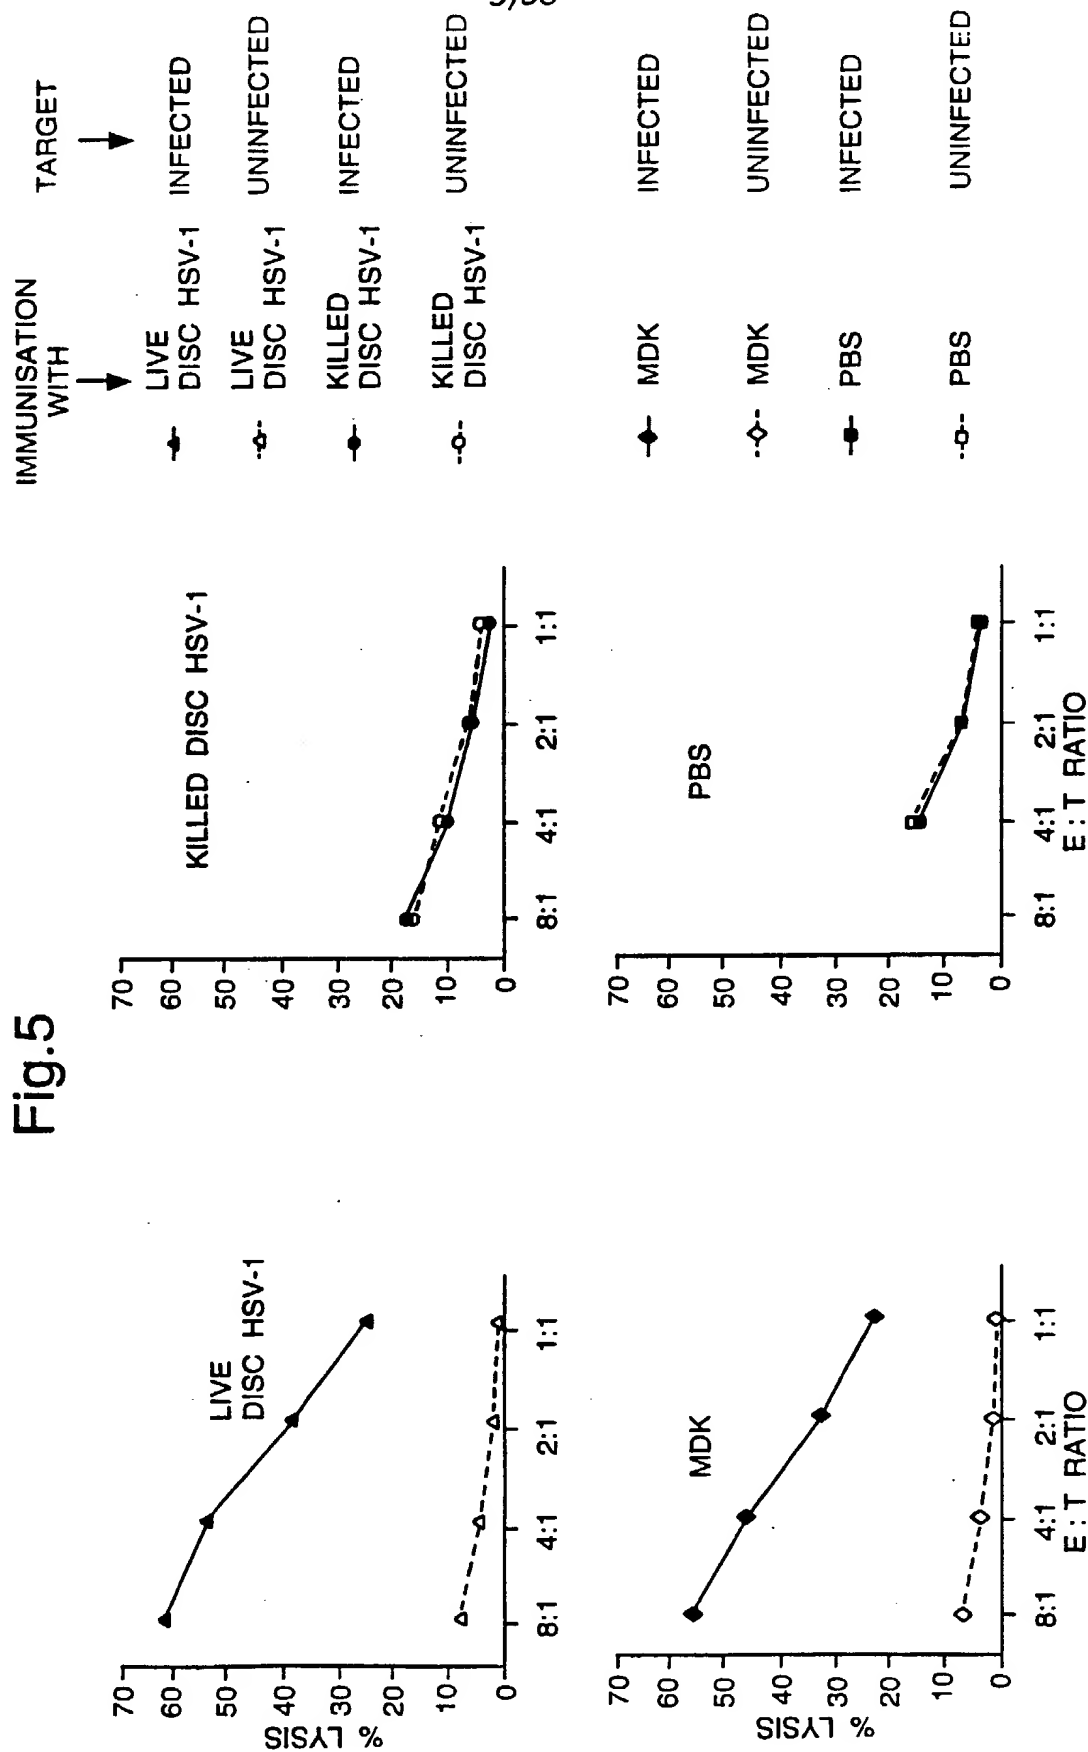 Fig.5
% LYSIS
70
60
50
40
30
20
10
0
LIVE
DISC HSV-1
8:1
4:1
2:1
1:1
70
60
50
40
30
20
10
0
KILLED DISC HSV-1
8:1
4:1
2:1
1:1
% LYSIS
70
60
50
40
30
20
10
0
MDK
8:1
4:1
2:1
1:1
E : T RATIO
70
60
50
40
30
20
10
0
PBS
8:1
4:1
2:1
1:1
E : T RATIO
IMMUNISATION
WITH
TARGET
LIVE
DISC HSV-1 INFECTED
LIVE
DISC HSV-1 UNINFECTED
KILLED
DISC HSV-1 INFECTED
KILLED
DISC HSV-1 UNINFECTED
MDK INFECTED
MDK UNINFECTED
PBS INFECTED
PBS UNINFECTED